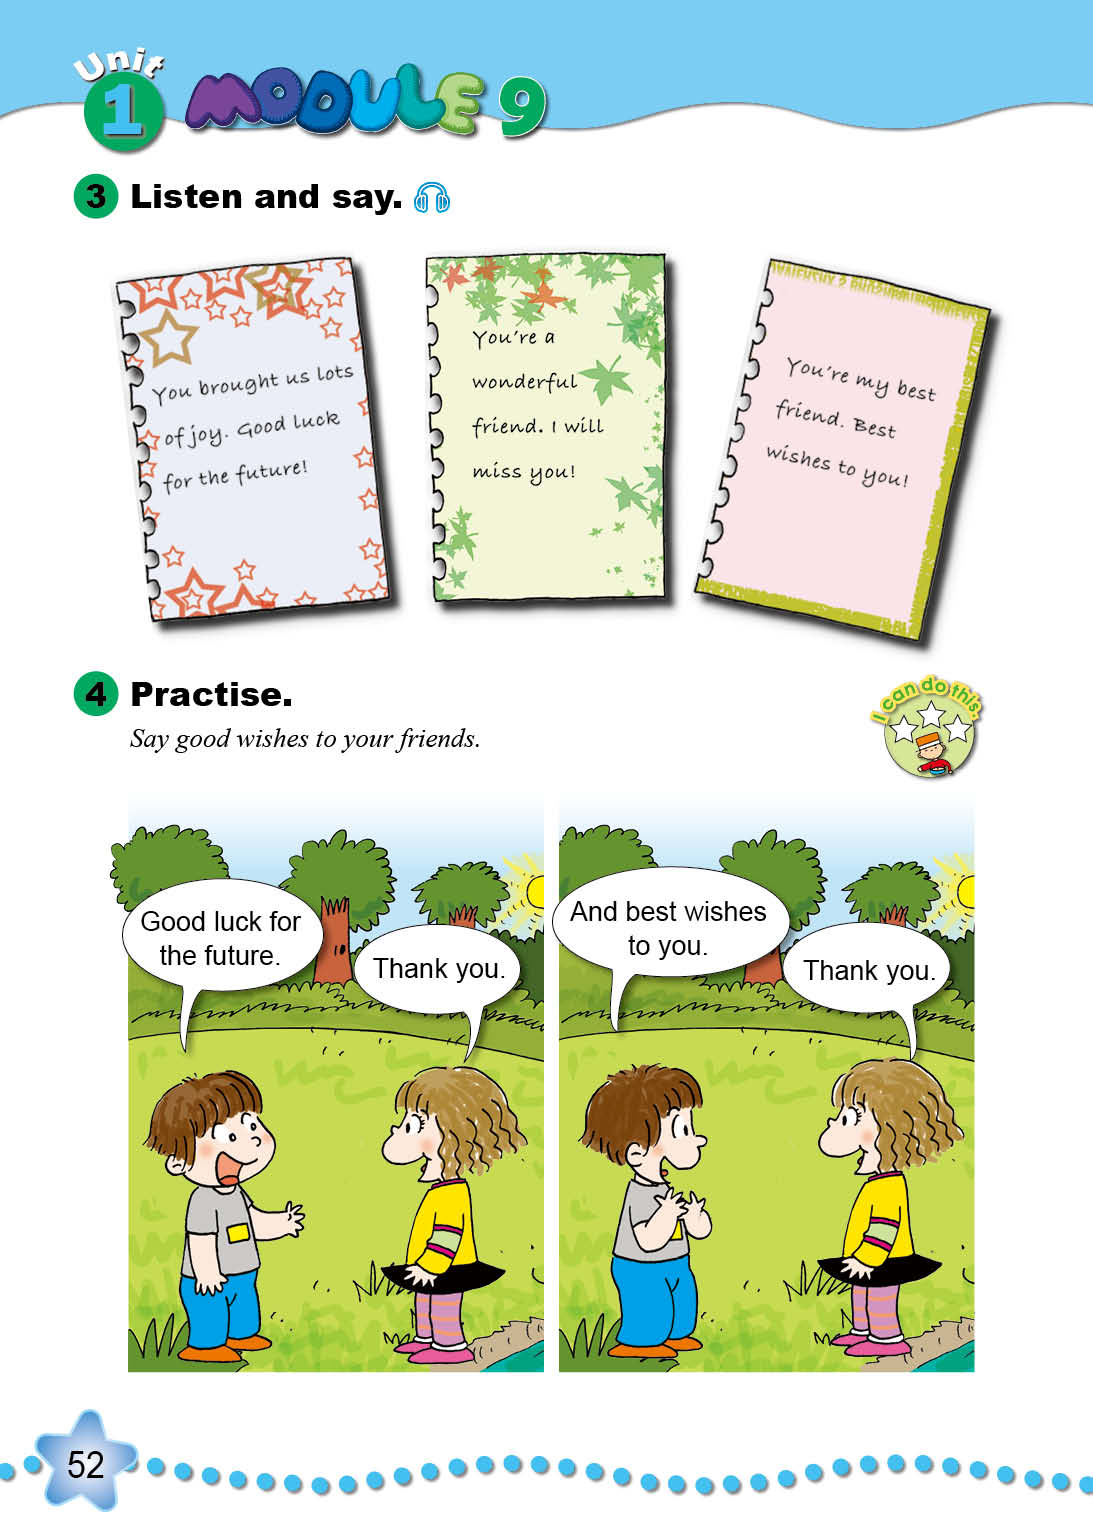 Unit
1 MODULE 9
3 Listen and say.
You brought us lots
of joy. Good luck
for the future!
You're a
wonderful
friend. I will
miss you!
You're my best
friend. Best
wishes to you!
4 Practise.
I can do this.
Say good wishes to your friends.
Good luck for
the future.
Thank you.
And best wishes
to you.
Thank you.
52